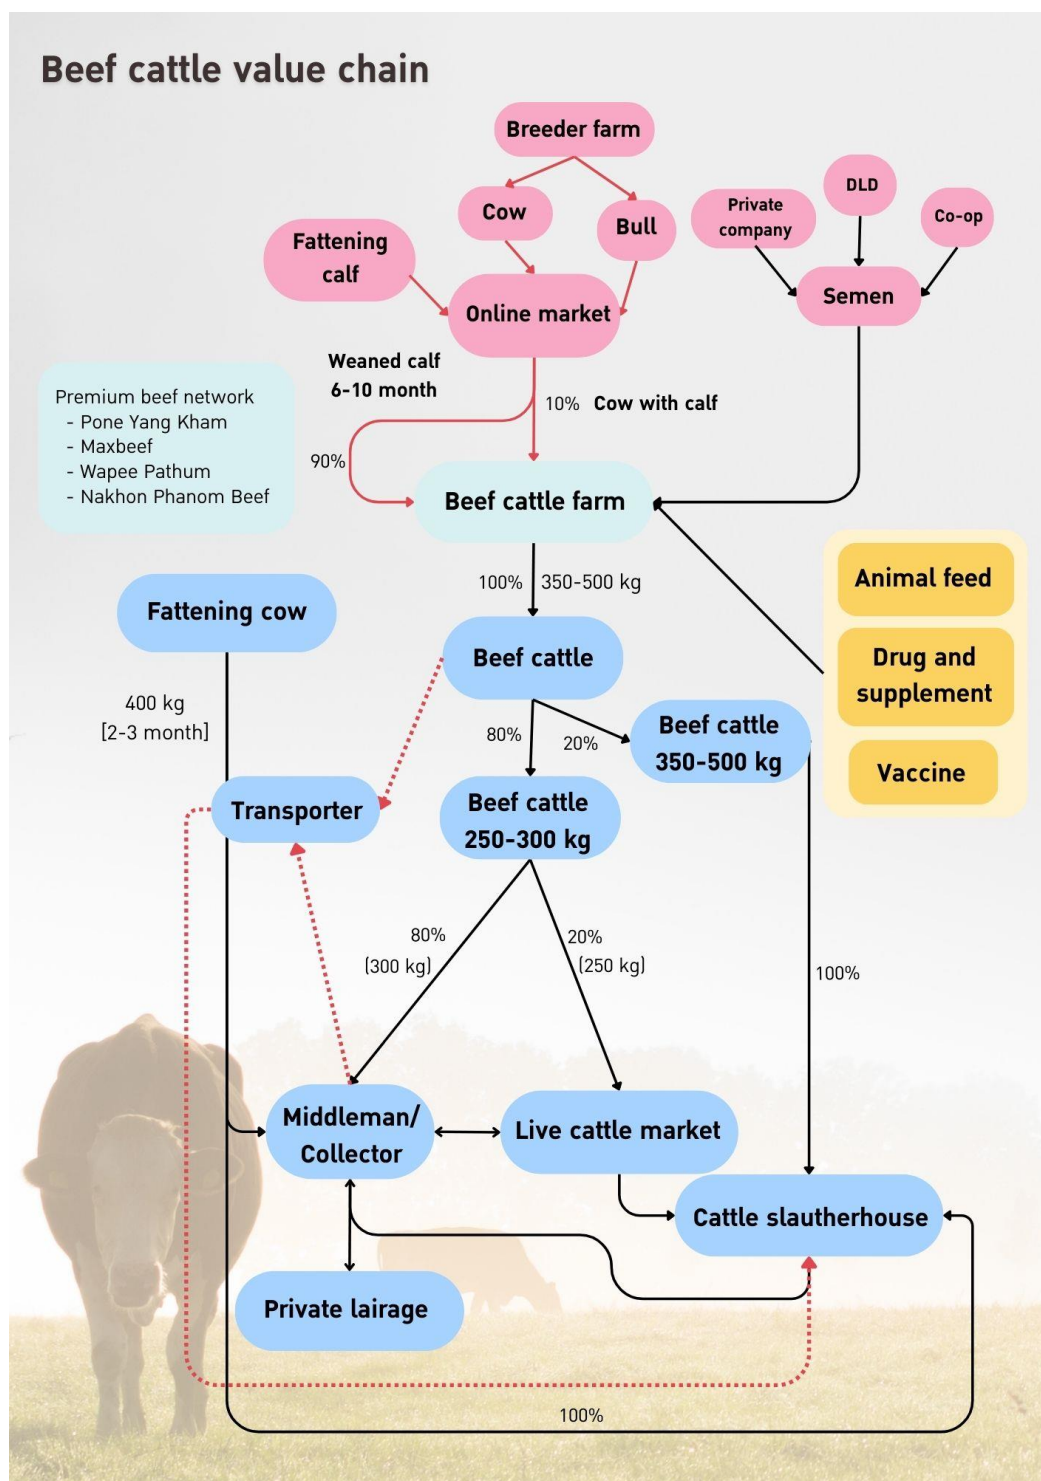 Beef cattle value chain
Breeder farm
Cow
Bull
Fattening
calf
Online market
Private
company
DLD
Co-op
Semen
Weaned calf
6-10 month
10% Cow with calf
90%
Premium beef network
- Pone Yang Kham
- Maxbeef
- Wapee Pathum
- Nakhon Phanom Beef
Beef cattle farm
100% 350-500 kg
Animal feed
Drug and
supplement
Vaccine
Fattening cow
400 kg
[2-3 month]
Beef cattle
80%
20%
Beef cattle
350-500 kg
Transporter
Beef cattle
250-300 kg
80%
(300 kg)
20%
(250 kg)
100%
Middleman/
Collector
Live cattle market
Cattle slautherhouse
Private lairage
100%